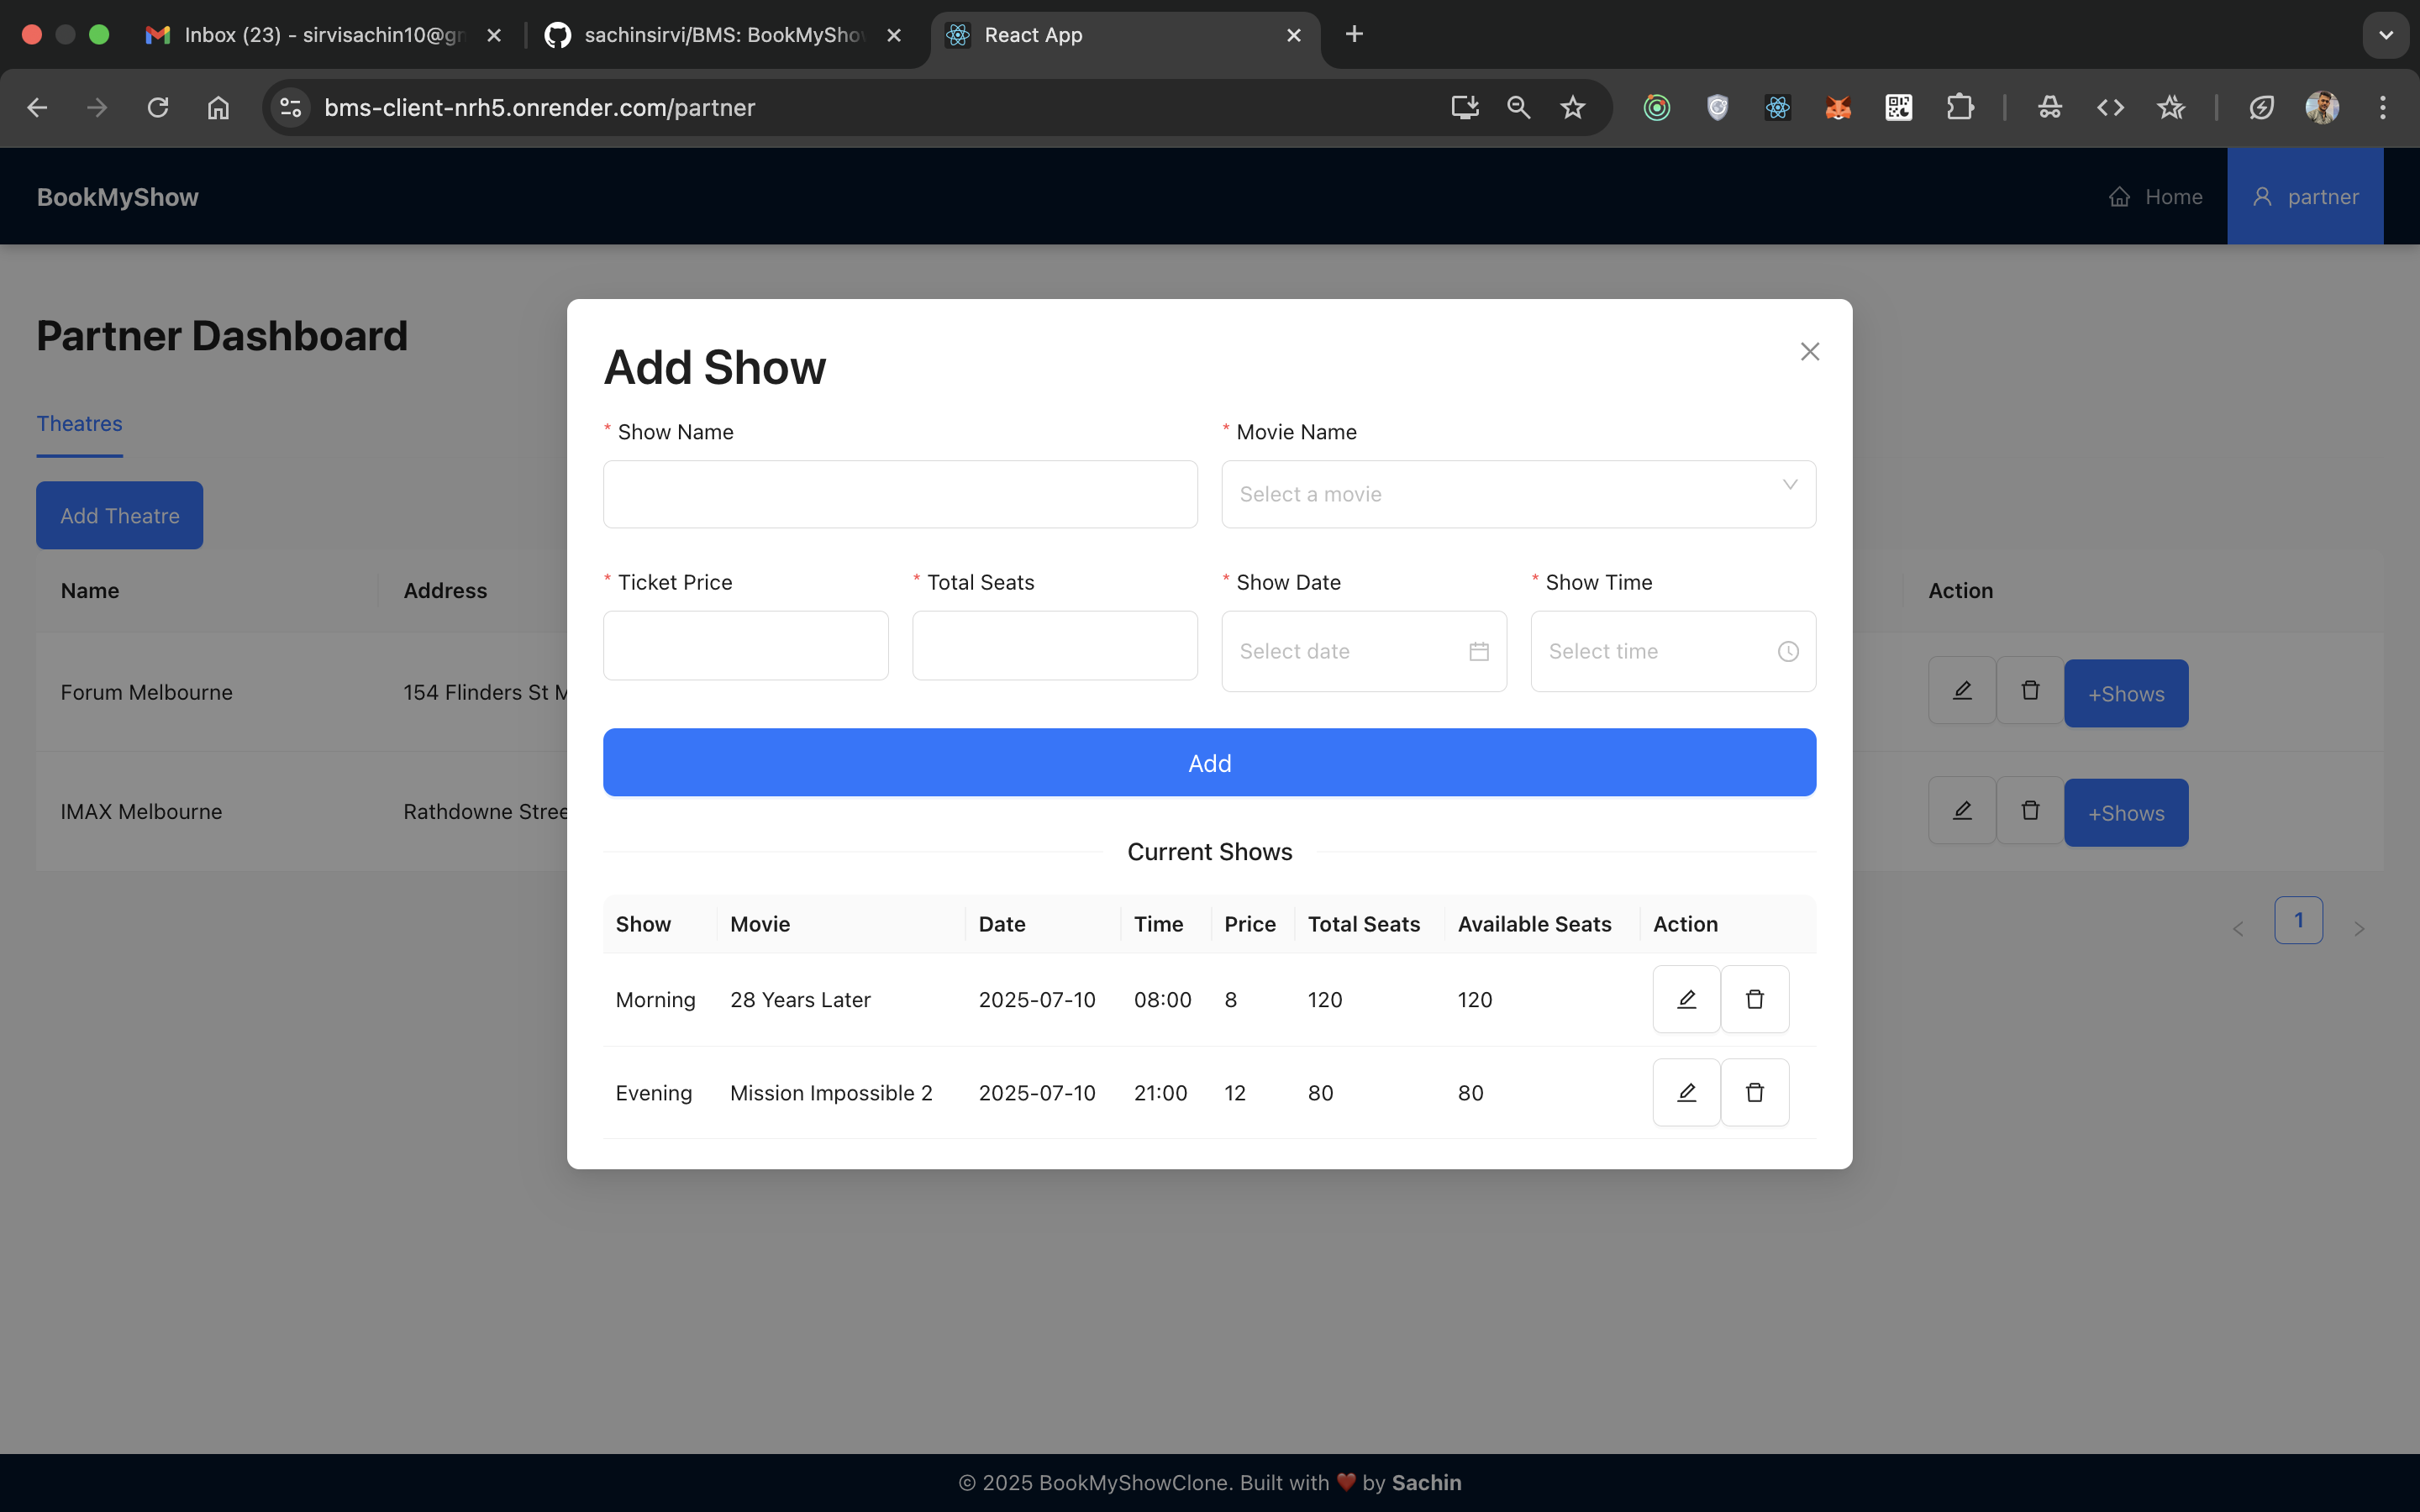 Inbox (23) - sirvisachin10@gm
sachinsirvi/BMS: BookMyShow
React App
bms-client-nrh5.onrender.com/partner
BookMyShow
Home
partner
Partner Dashboard
Theatres
Add Theatre
Name
Address
Action
Forum Melbourne
154 Flinders St M
+Shows
IMAX Melbourne
Rathdowne Stree
+Shows
1
Add Show
* Show Name
* Movie Name
Select a movie
* Ticket Price
* Total Seats
* Show Date
* Show Time
Select date
Select time
Add
Current Shows
Show Movie Date Time Price Total Seats Available Seats Action
Morning 28 Years Later 2025-07-10 08:00 8 120 120
Evening Mission Impossible 2 2025-07-10 21:00 12 80 80
© 2025 BookMyShowClone. Built with ❤️ by Sachin